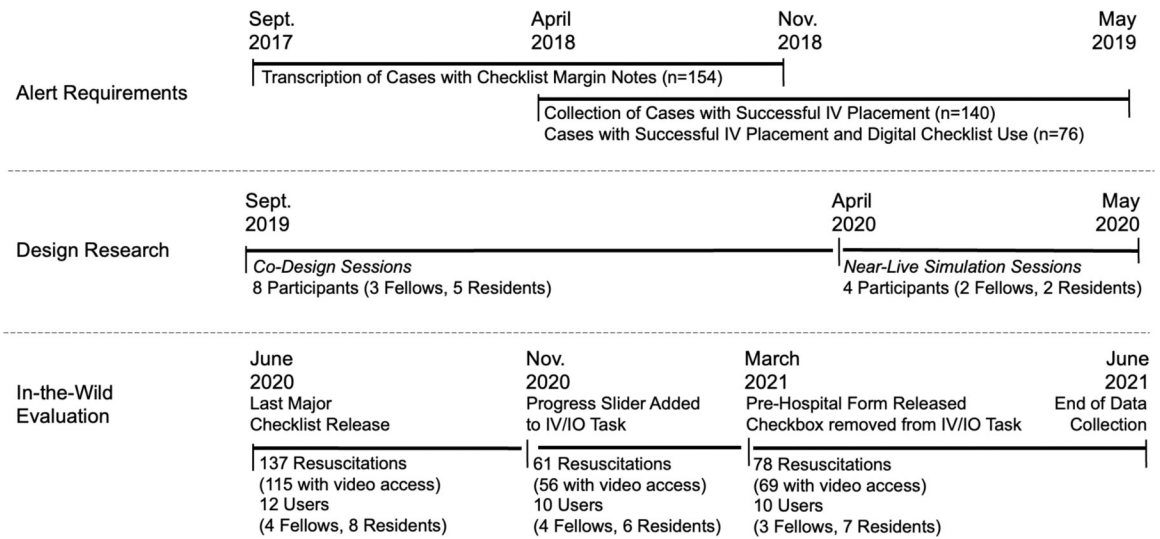 Sept.
2017
April
2018
Nov.
2018
May
2019
Alert Requirements
Transcription of Cases with Checklist Margin Notes (n=154)
Collection of Cases with Successful IV Placement (n=140)
Cases with Successful IV Placement and Digital Checklist Use (n=76)
Sept.
2019
April
2020
May
2020
Design Research
Co-Design Sessions
8 Participants (3 Fellows, 5 Residents)
Near-Live Simulation Sessions
4 Participants (2 Fellows, 2 Residents)
In-the-Wild
Evaluation
June
2020
Last Major
Checklist Release
Nov.
2020
Progress Slider Added
to IV/IO Task
March
2021
Pre-Hospital Form Released
Checkbox removed from IV/IO Task
June
2021
End of Data
Collection
137 Resuscitations
(115 with video access)
12 Users
(4 Fellows, 8 Residents)
61 Resuscitations
(56 with video access)
10 Users
(4 Fellows, 6 Residents)
78 Resuscitations
(69 with video access)
10 Users
(3 Fellows, 7 Residents)